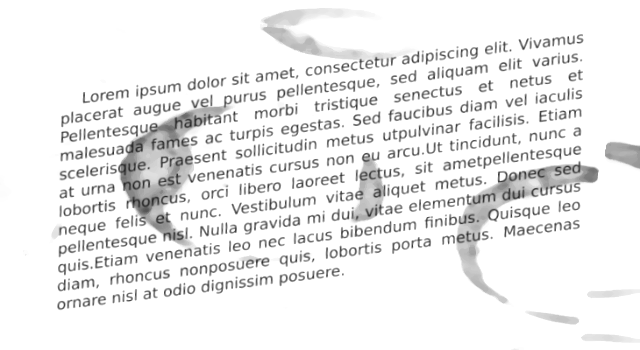 Lorem ipsum dolor sit amet, consectetur adipiscing elit. Vivamus
placerat augue vel purus pellentesque, sed aliquam elit varius.
Pellentesque habitant morbi tristique senectus et netus et
malesuada fames ac turpis egestas. Sed faucibus diam vel iaculis
scelerisque. Praesent sollicitudin metus utpulvinar facilisis. Etiam
at urna non est venenatis cursus non eu arcu.Ut tincidunt, nunc a
lobortis rhoncus, orci libero laoreet lectus, sit ametpellentesque
neque felis et nunc. Vestibulum vitae aliquet metus. Donec sed
pellentesque nisl. Nulla gravida mi dui, vitae elementum dui cursus
quis.Etiam venenatis leo nec lacus bibendum finibus. Quisque leo
diam, rhoncus nonposuere quis, lobortis porta metus. Maecenas
ornare nisl at odio dignissim posuere.